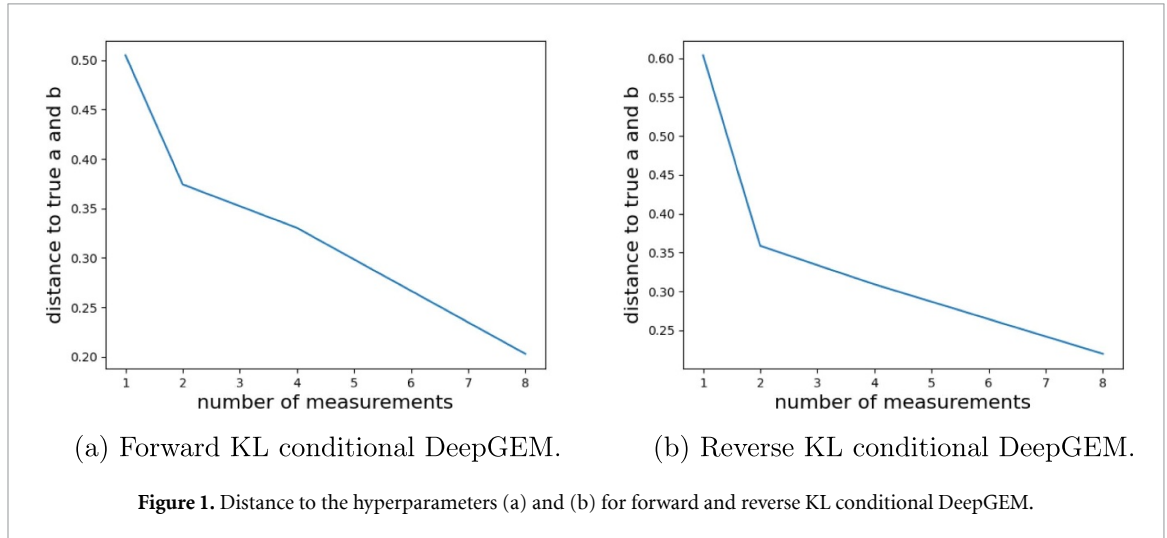 0.50
0.45
0.40
0.35
0.30
0.25
0.20
distance to true a and b
1 2 3 4 5 6 7 8
number of measurements
(a) Forward KL conditional DeepGEM.
0.60
0.55
0.50
0.45
0.40
0.35
0.30
0.25
distance to true a and b
1 2 3 4 5 6 7 8
number of measurements
(b) Reverse KL conditional DeepGEM.
Figure 1. Distance to the hyperparameters (a) and (b) for forward and reverse KL conditional DeepGEM.